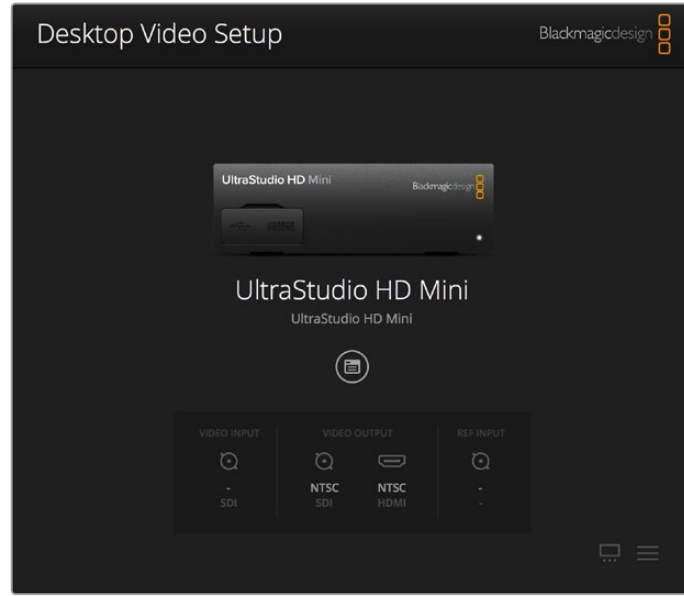 Desktop Video Setup
Blackmagicdesign
UltraStudio HD Mini
Blackmagicdesign
UltraStudio HD Mini
UltraStudio HD Mini
VIDEO INPUT VIDEO OUTPUT REF INPUT
- NTSC NTSC -
SDI SDI HDMI -